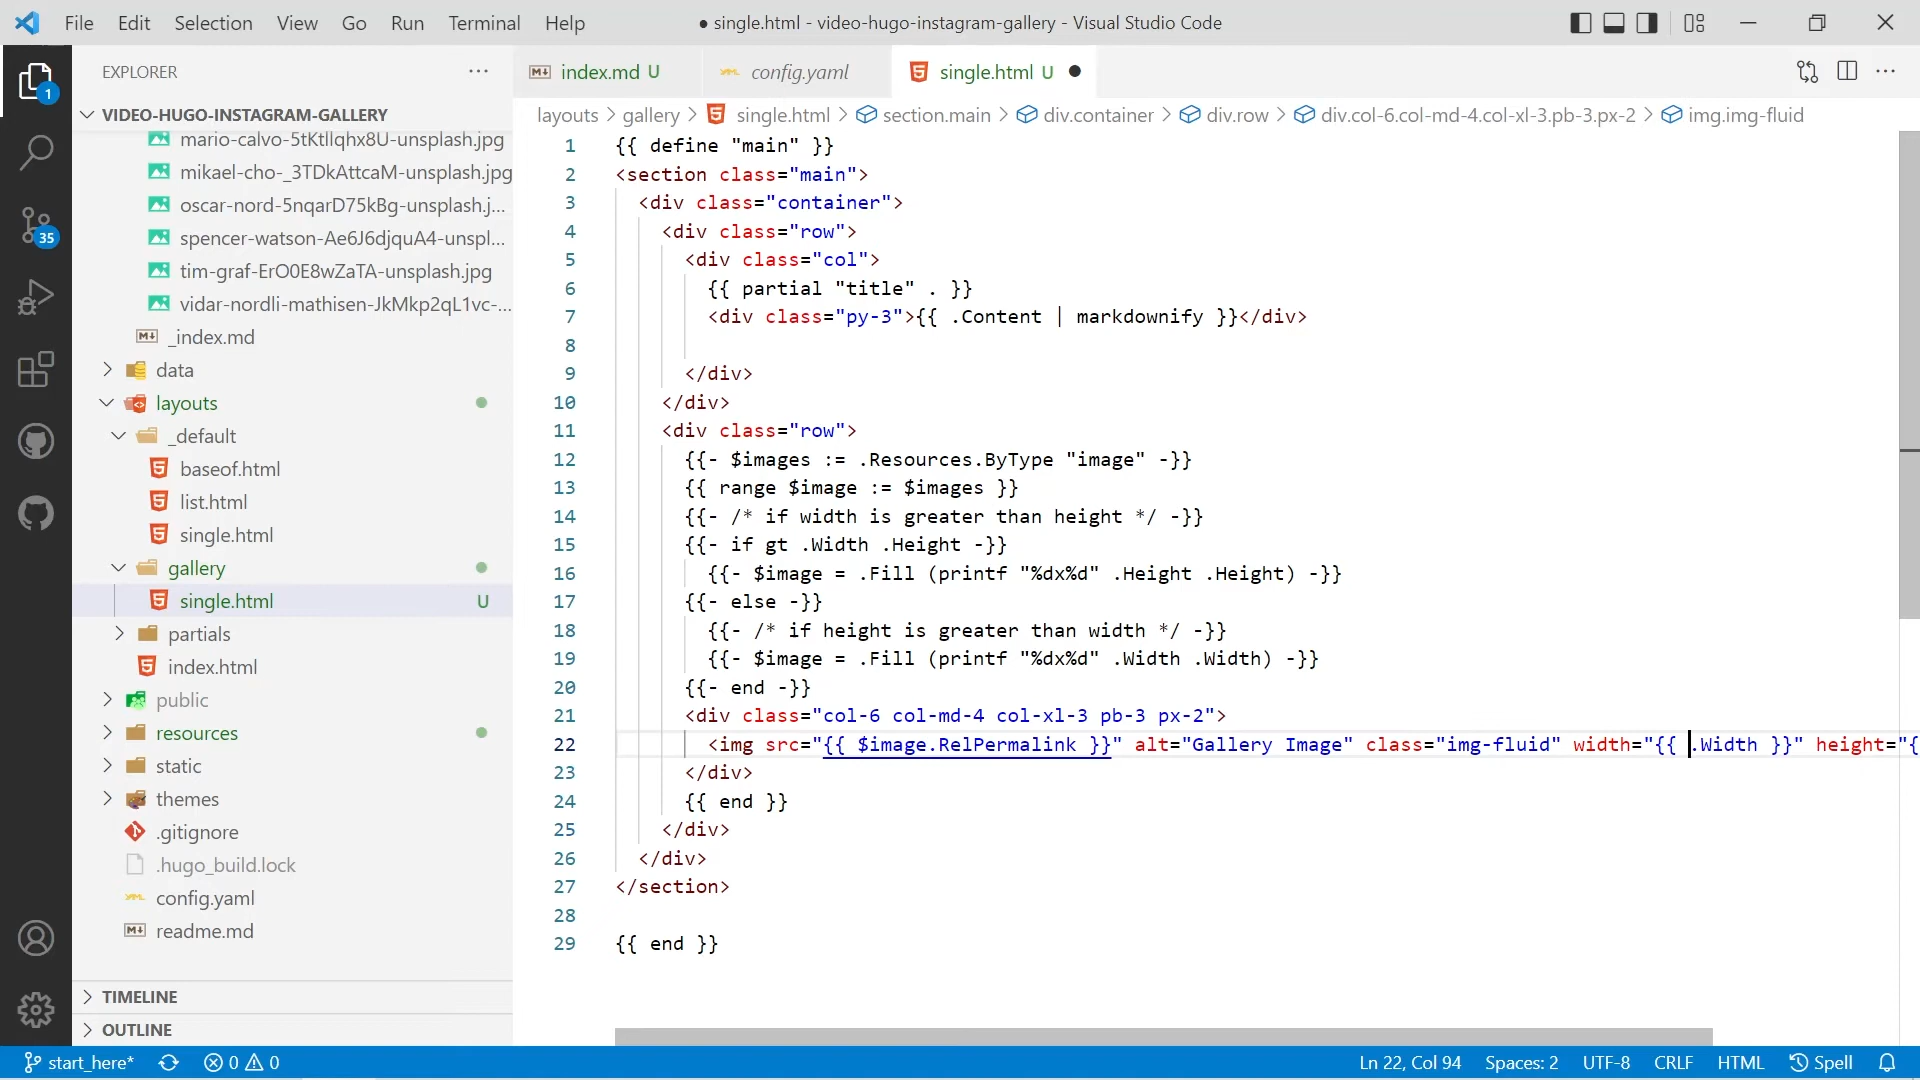 File Edit Selection View Go Run Terminal Help
● single.html - video-hugo-instagram-gallery - Visual Studio Code
EXPLORER
1
35
VIDEO-HUGO-INSTAGRAM-GALLERY
mario-calvo-5tKtllqhx8U-unsplash.jpg
mikael-cho-_3TDkAttcaM-unsplash.jpg
oscar-nord-5nqarD75kBg-unsplash.j...
spencer-watson-Ae6J6djquA4-unspl...
tim-graf-ErO0E8wZaTA-unsplash.jpg
vidar-nordli-mathisen-JkMkp2qL1vc-...
_index.md
data
layouts
_default
baseof.html
list.html
single.html
gallery
single.html U
partials
index.html
public
resources
static
themes
.gitignore
.hugo_build.lock
config.yaml
readme.md
TIMELINE
OUTLINE
index.md U config.yaml single.html U ●
layouts > gallery > single.html > section.main > div.container > div.row > div.col-6.col-md-4.col-xl-3.pb-3.px-2 > img.img-fluid
1 {{ define "main" }}
2 <section class="main">
3 <div class="container">
4 <div class="row">
5 <div class="col">
6 {{ partial "title" . }}
7 <div class="py-3">{{ .Content | markdownify }}</div>
8
9 </div>
10 </div>
11 <div class="row">
12 {{- $images := .Resources.ByType "image" -}}
13 {{ range $image := $images }}
14 {{- /* if width is greater than height */ -}}
15 {{- if gt .Width .Height -}}
16 {{- $image = .Fill (printf "%dx%d" .Height .Height) -}}
17 {{- else -}}
18 {{- /* if height is greater than width */ -}}
19 {{- $image = .Fill (printf "%dx%d" .Width .Width) -}}
20 {{- end -}}
21 <div class="col-6 col-md-4 col-xl-3 pb-3 px-2">
22 <img src="{{ $image.RelPermalink }}" alt="Gallery Image" class="img-fluid" width="{{ .Width }}" height="{
23 </div>
24 {{ end }}
25 </div>
26 </div>
27 </section>
28
29 {{ end }}
start_here* 0 0 Ln 22, Col 94 Spaces: 2 UTF-8 CRLF HTML Spell